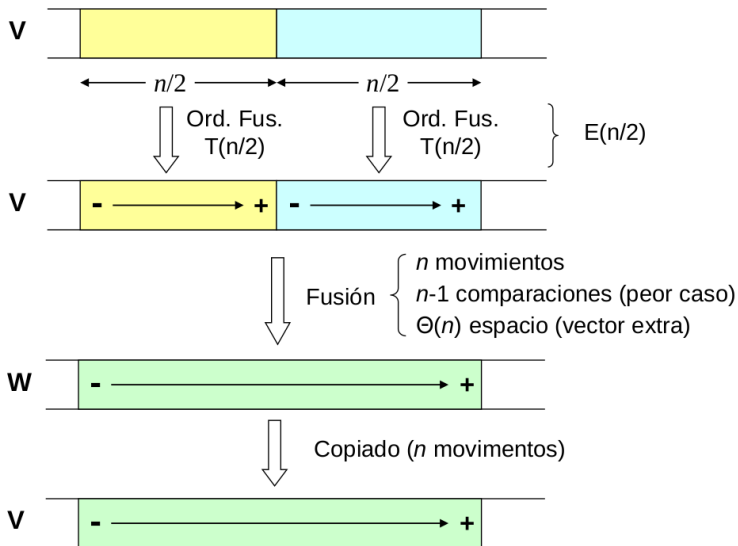 V
n/2 n/2
Ord. Fus. Ord. Fus.
T(n/2) T(n/2) E(n/2)
V - + - +
n movimientos
Fusión n-1 comparaciones (peor caso)
Θ(n) espacio (vector extra)
W - +
Copiado (n movimentos)
V - +